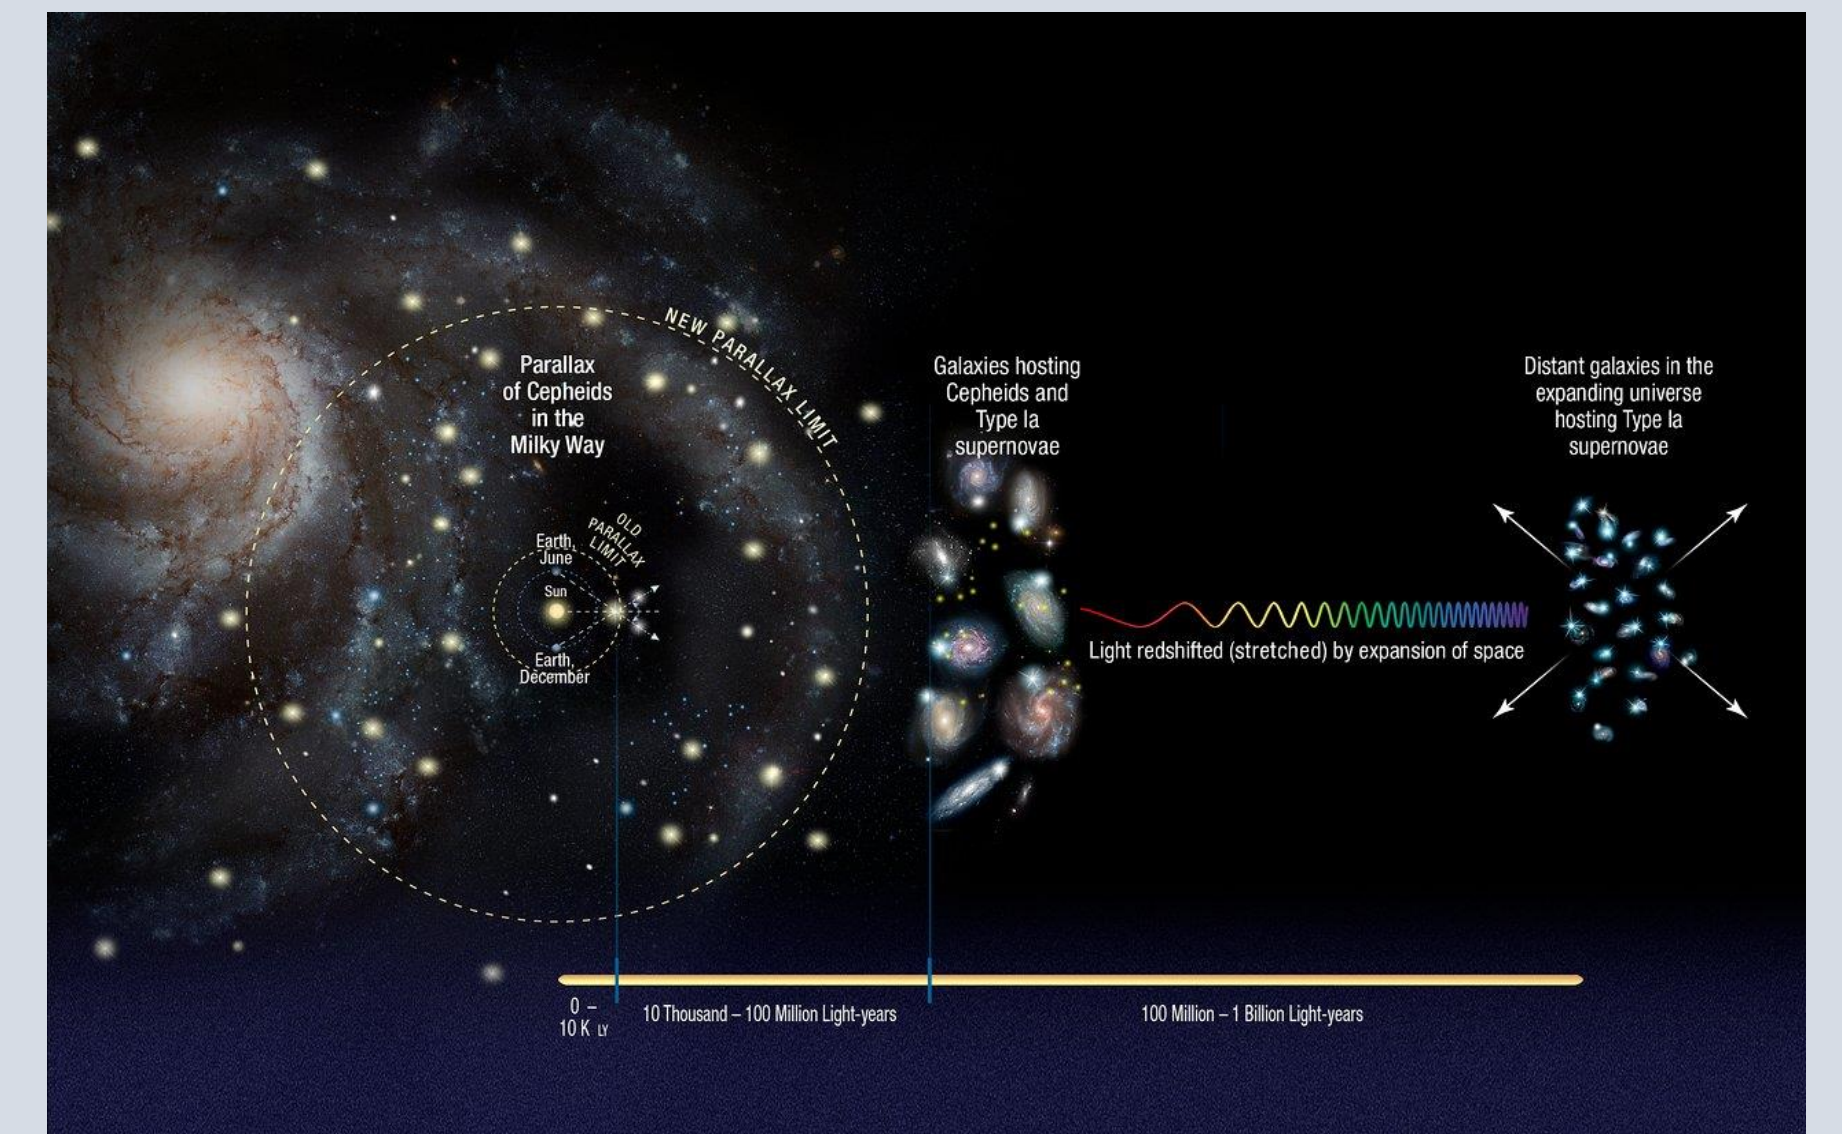 NEW PARALLAX LIMIT
Parallax
of Cepheids
in the
Milky Way
OLD
PARALLAX
LIMIT
Earth,
June
Sun
Earth,
December
Galaxies hosting
Cepheids and
Type Ia
supernovae
Distant galaxies in the
expanding universe
hosting Type Ia
supernovae
Light redshifted (stretched) by expansion of space
0 –
10 K LY
10 Thousand – 100 Million Light-years
100 Million – 1 Billion Light-years